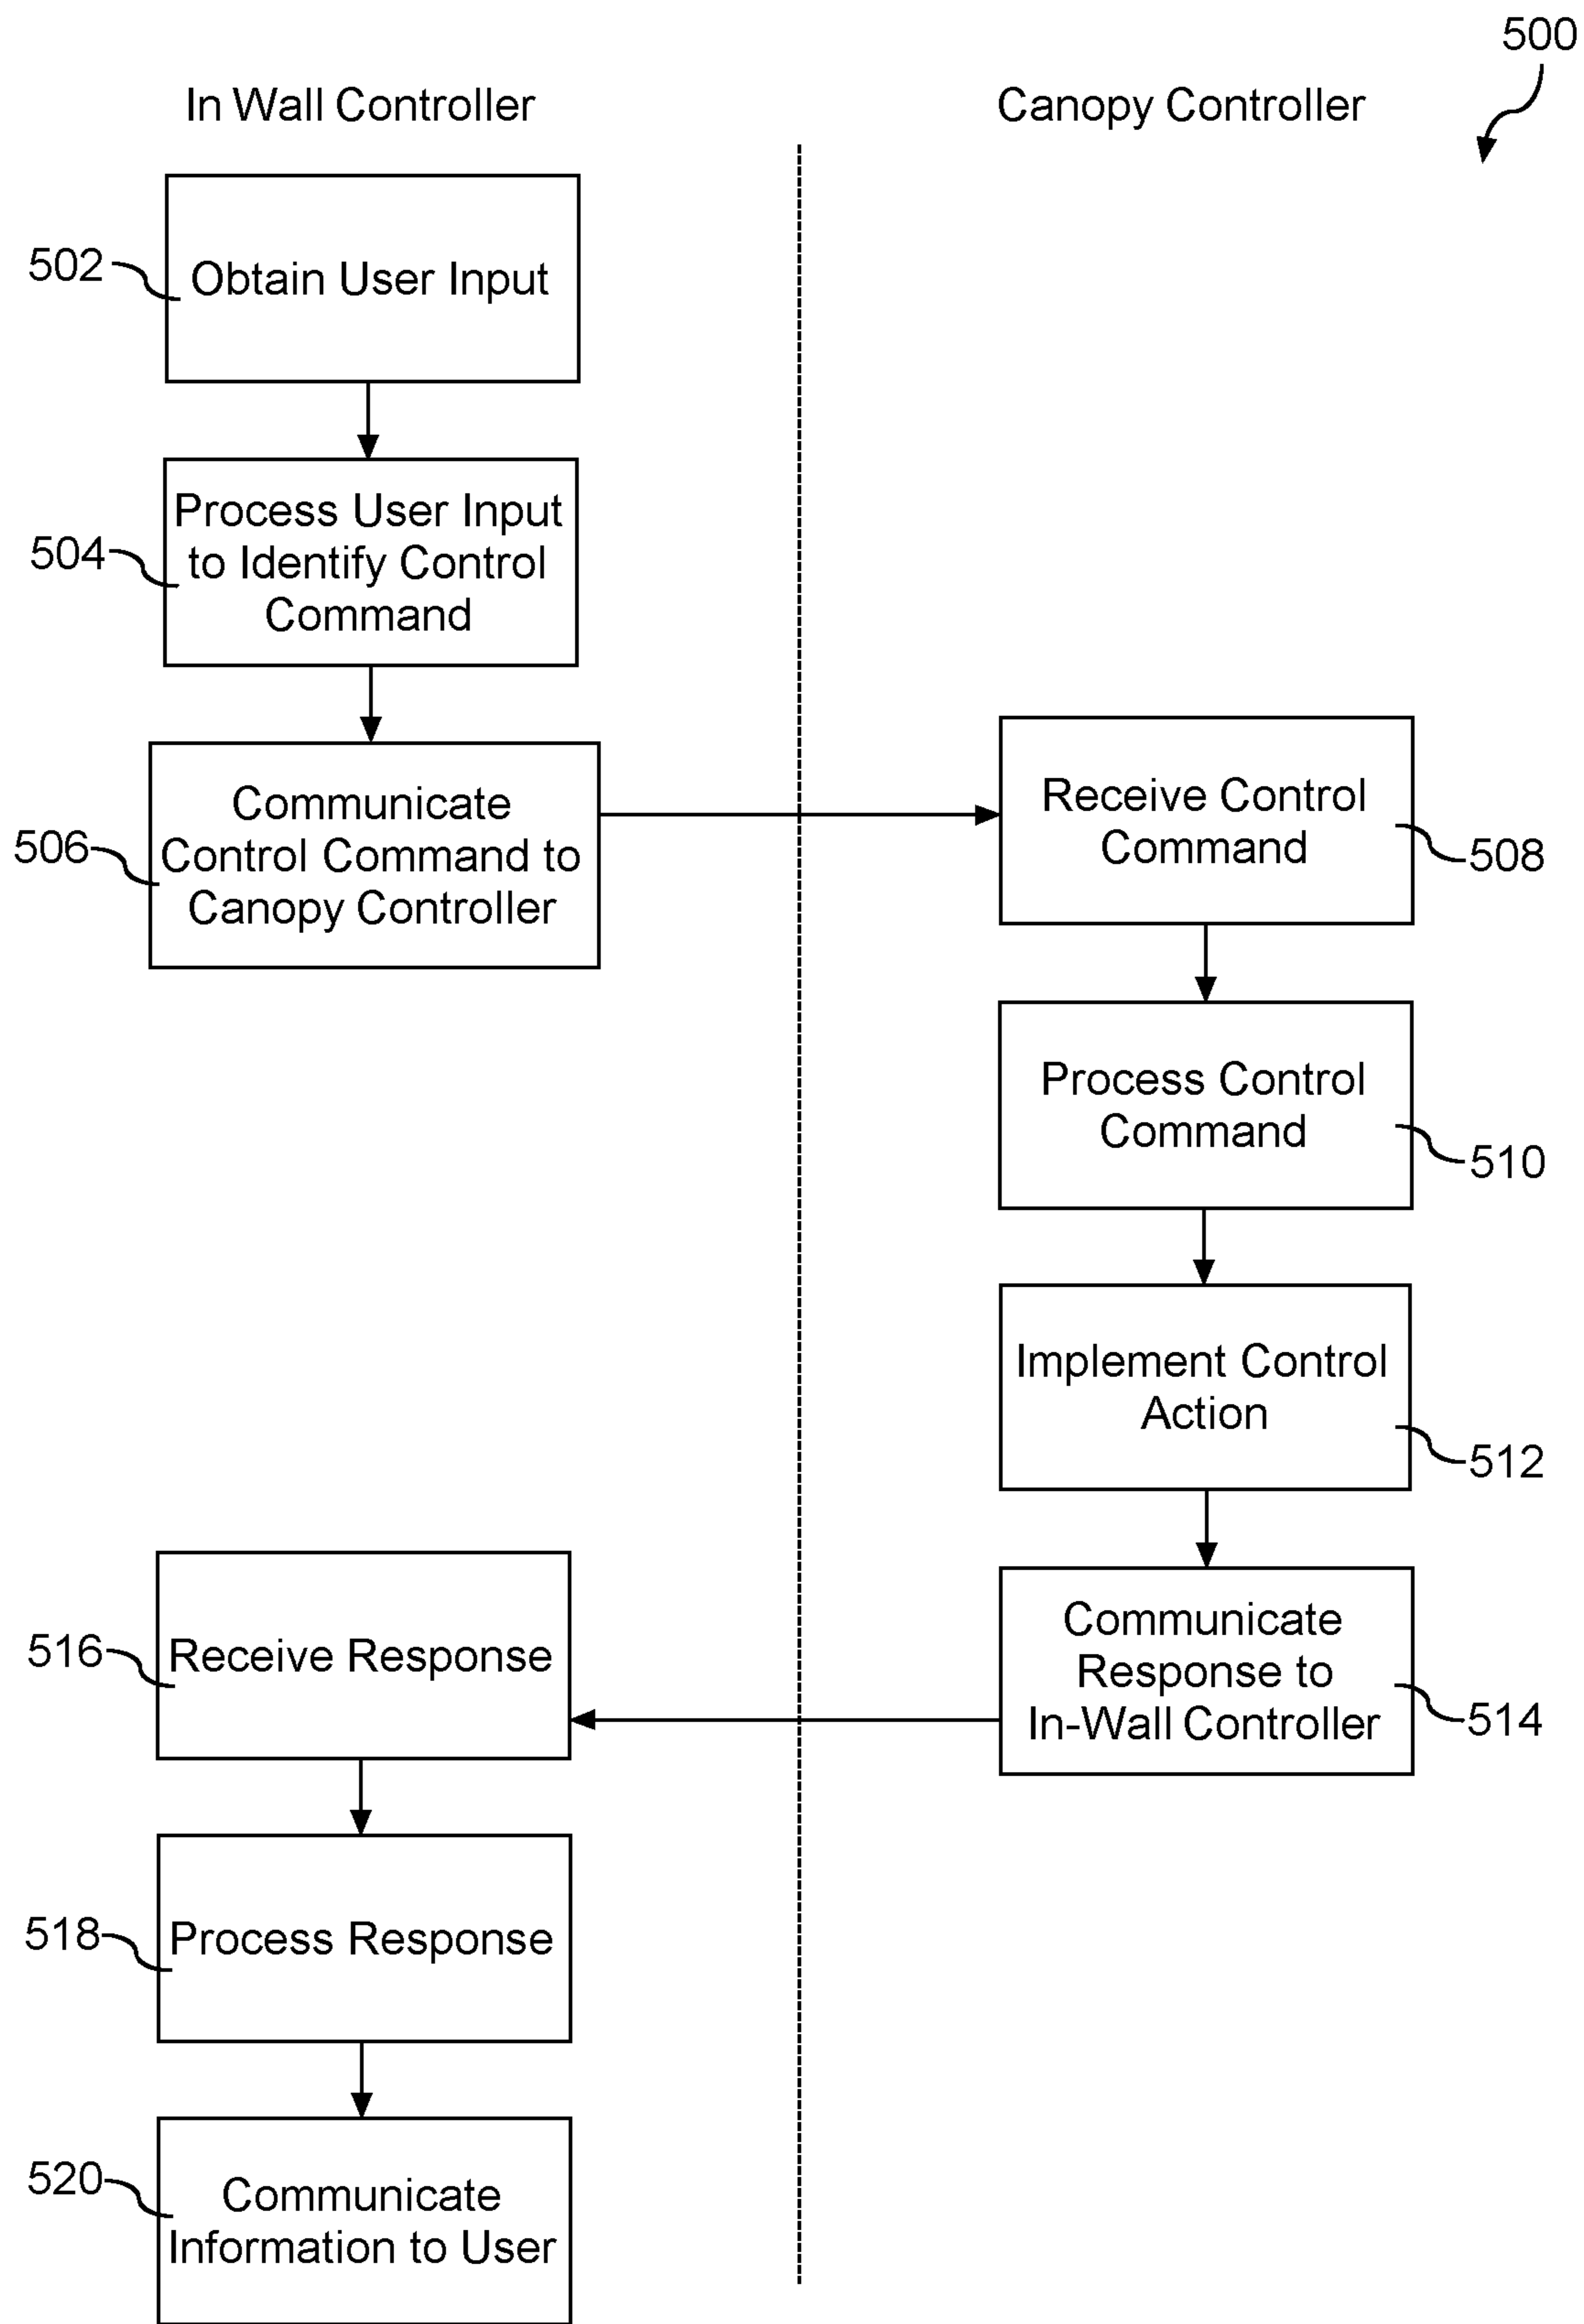 500
In Wall Controller
Canopy Controller
502
Obtain User Input
504
Process User Input
to Identify Control
Command
506
Communicate
Control Command to
Canopy Controller
Receive Control
Command
508
Process Control
Command
510
Implement Control
Action
512
Communicate
Response to
In-Wall Controller
514
516
Receive Response
518
Process Response
520
Communicate
Information to User